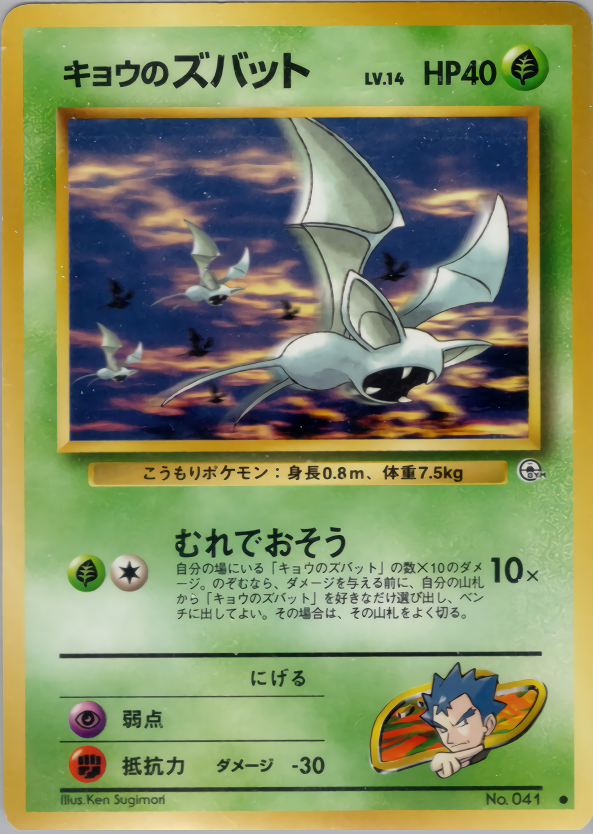 キョウのズバット LV.14 HP40
こうもりポケモン：身長0.8m、体重7.5kg
GYM
むれでおそう
自分の場にいる「キョウのズバット」の数×10のダメ
ージ。のぞむなら、ダメージを与える前に、自分の山札
から「キョウのズバット」を好きなだけ選び出し、ベン
チに出してよい。その場合は、その山札をよく切る。
10×
にげる
弱点
抵抗力 ダメージ -30
Illus.Ken Sugimori No. 041 ●